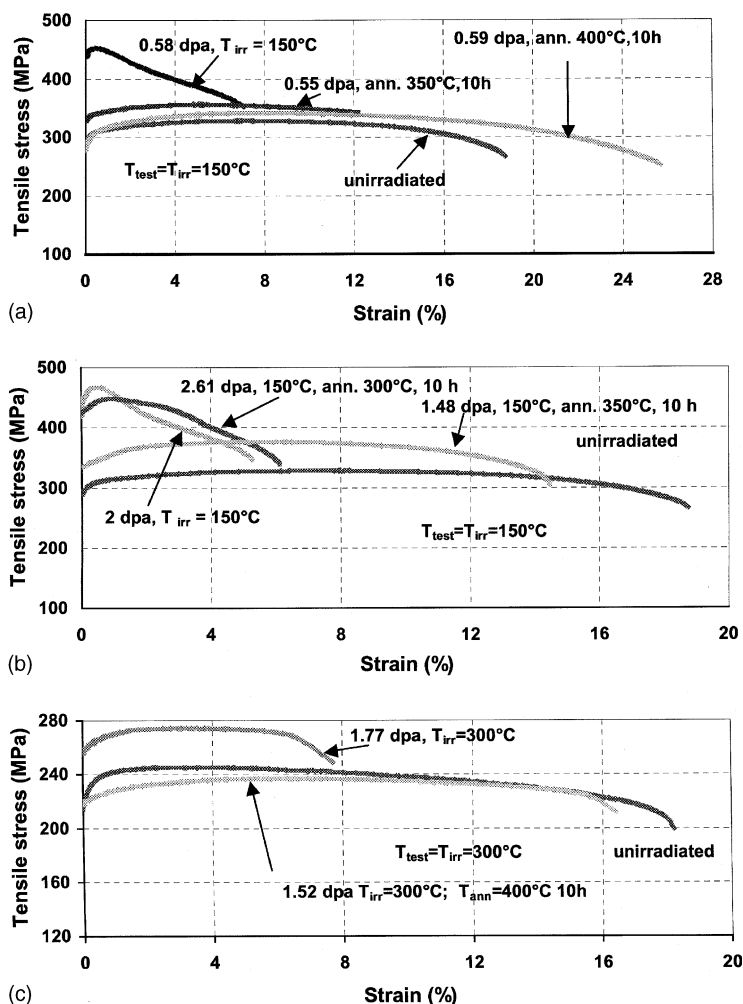 (a)
Tensile stress (MPa)
500
400
300
200
100
0.58 dpa, T irr = 150°C
0.59 dpa, ann. 400°C,10h
0.55 dpa, ann. 350°C,10h
Ttest=Tirr=150°C
unirradiated
0 4 8 12 16 20 24 28
Strain (%)
(b)
Tensile stress (MPa)
500
400
300
200
100
2.61 dpa, 150°C, ann. 300°C, 10 h
1.48 dpa, 150°C, ann. 350°C, 10 h
unirradiated
2 dpa, T irr = 150°C
Ttest=Tirr=150°C
0 4 8 12 16 20
Strain (%)
(c)
Tensile stress (MPa)
280
240
200
160
120
1.77 dpa, Tirr=300°C
Ttest=Tirr=300°C
unirradiated
1.52 dpa Tirr=300°C; Tann=400°C 10h
0 4 8 12 16 20
Strain (%)